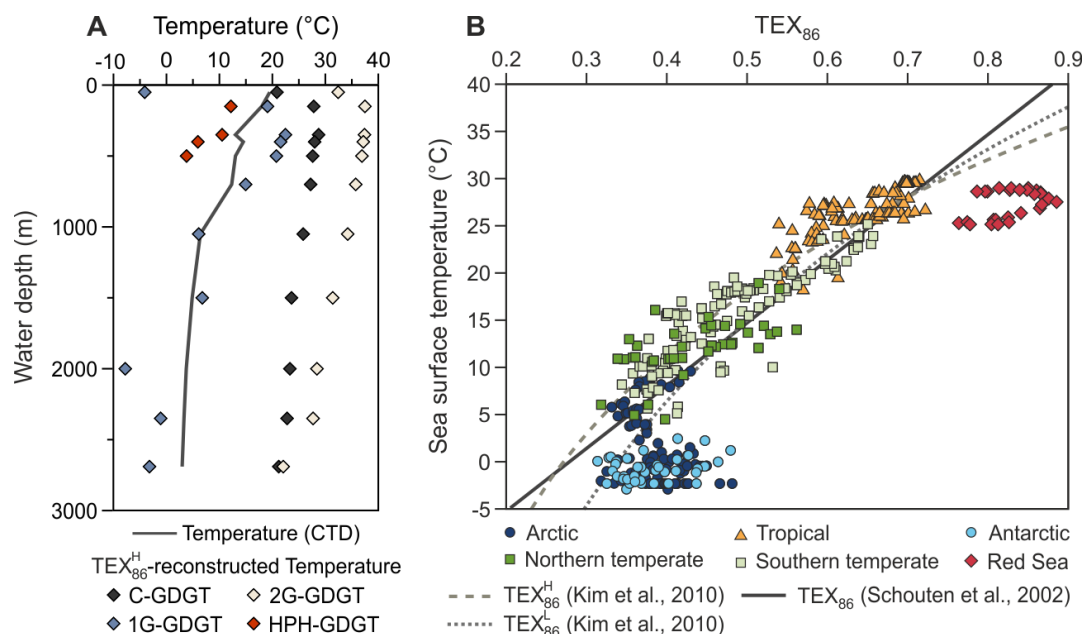 A
Temperature (°C)
-10 0 10 20 30 40
0
1000
2000
3000
Water depth (m)
Temperature (CTD)
TEX86H-reconstructed Temperature
C-GDGT
2G-GDGT
1G-GDGT
HPH-GDGT
B
TEX86
0.2 0.3 0.4 0.5 0.6 0.7 0.8 0.9
40
35
30
25
20
15
10
5
0
-5
Sea surface temperature (°C)
Arctic
Tropical
Antarctic
Northern temperate
Southern temperate
Red Sea
TEX86H (Kim et al., 2010)
TEX86 (Schouten et al., 2002)
TEX86L (Kim et al., 2010)